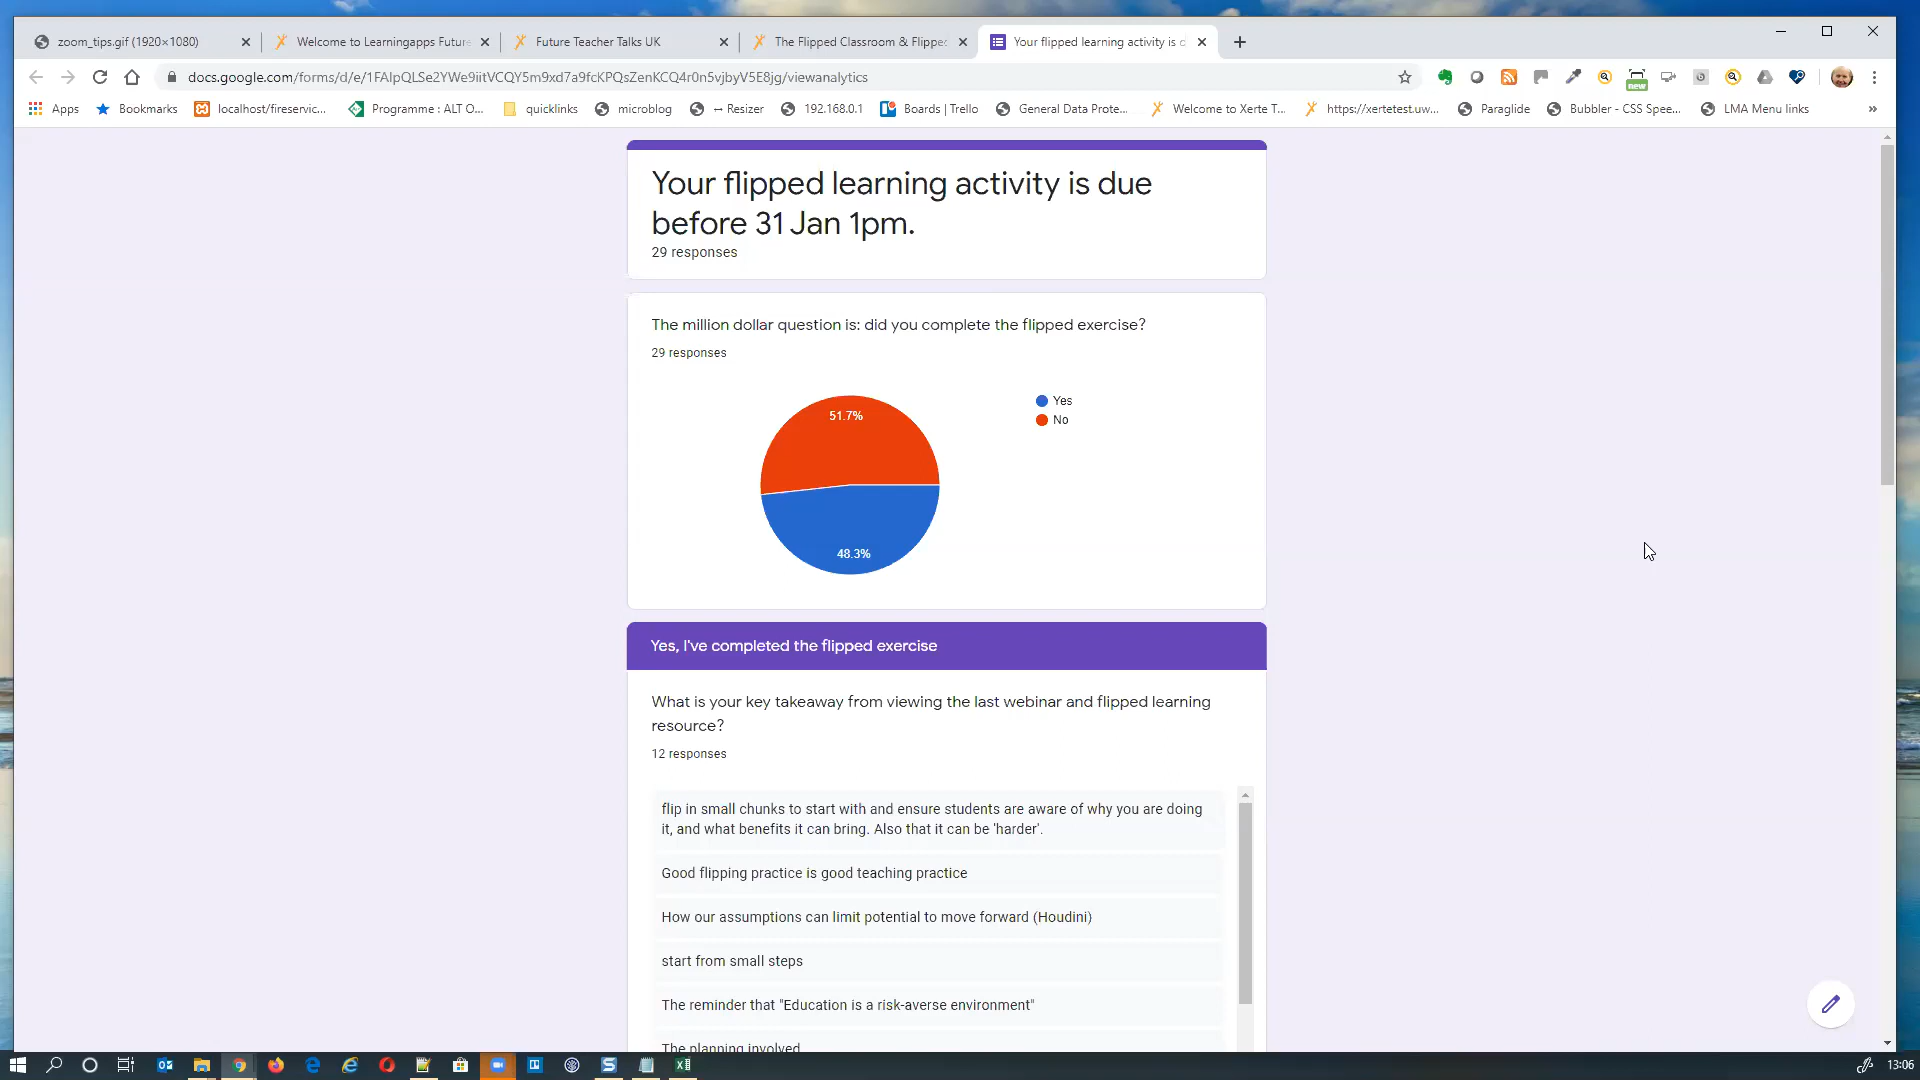 zoom_tips.gif (1920×1080)
Welcome to Learningapps Future
Future Teacher Talks UK
The Flipped Classroom & Flipped
Your flipped learning activity is d
docs.google.com/forms/d/e/1FAIpQLSe2YWe9iitVCQY5m9xd7a9fcKPQsZenKCQ4r0n5vjbyV5E8jg/viewanalytics
new
Apps
Bookmarks
localhost/fireservic...
Programme : ALT O...
quicklinks
microblog
↔ Resizer
192.168.0.1
Boards | Trello
General Data Prote...
Welcome to Xerte T...
https://xertetest.uw...
Paraglide
Bubbler - CSS Spee...
LMA Menu links
»
Your flipped learning activity is due
before 31 Jan 1pm.
29 responses
The million dollar question is: did you complete the flipped exercise?
29 responses
51.7%
48.3%
Yes
No
Yes, I've completed the flipped exercise
What is your key takeaway from viewing the last webinar and flipped learning
resource?
12 responses
flip in small chunks to start with and ensure students are aware of why you are doing
it, and what benefits it can bring. Also that it can be 'harder'.
Good flipping practice is good teaching practice
How our assumptions can limit potential to move forward (Houdini)
start from small steps
The reminder that "Education is a risk-averse environment"
The planning involved
13:06